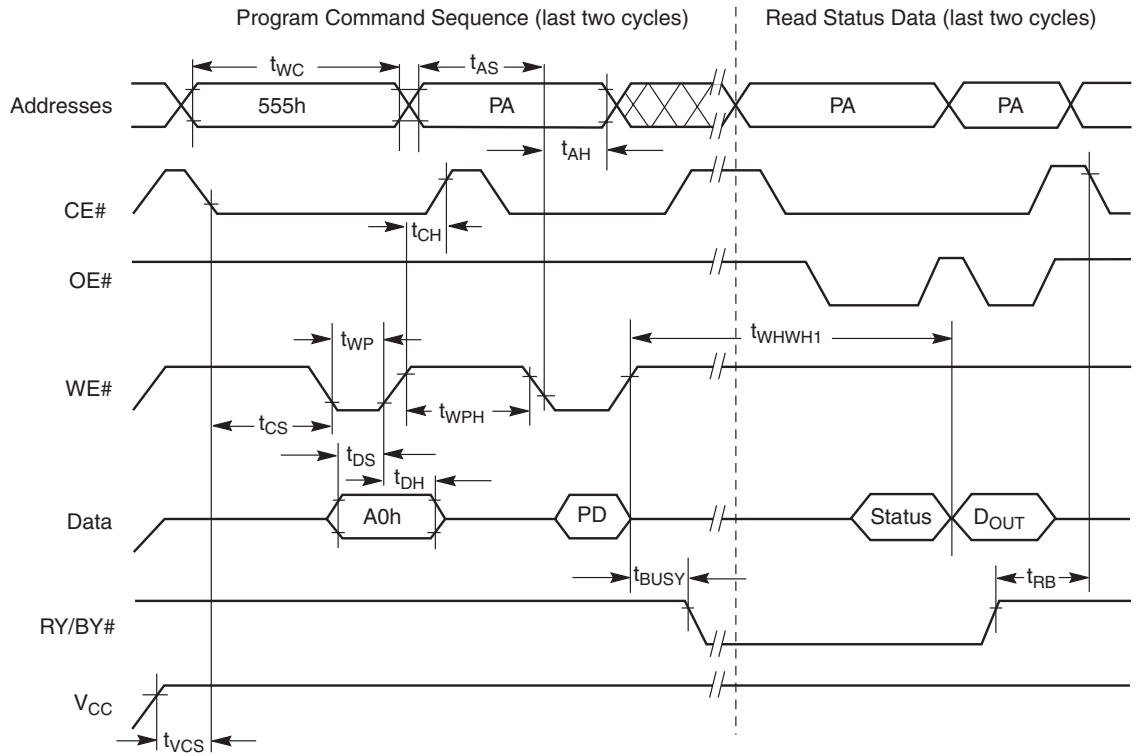 Program Command Sequence (last two cycles)
Read Status Data (last two cycles)
tWC
tAS
Addresses
555h
PA
PA
PA
tAH
CE#
tCH
OE#
tWP
tWHWH1
WE#
tCS
tWPH
tDS
tDH
Data
A0h
PD
Status
DOUT
tBUSY
tRB
RY/BY#
VCC
tVCS